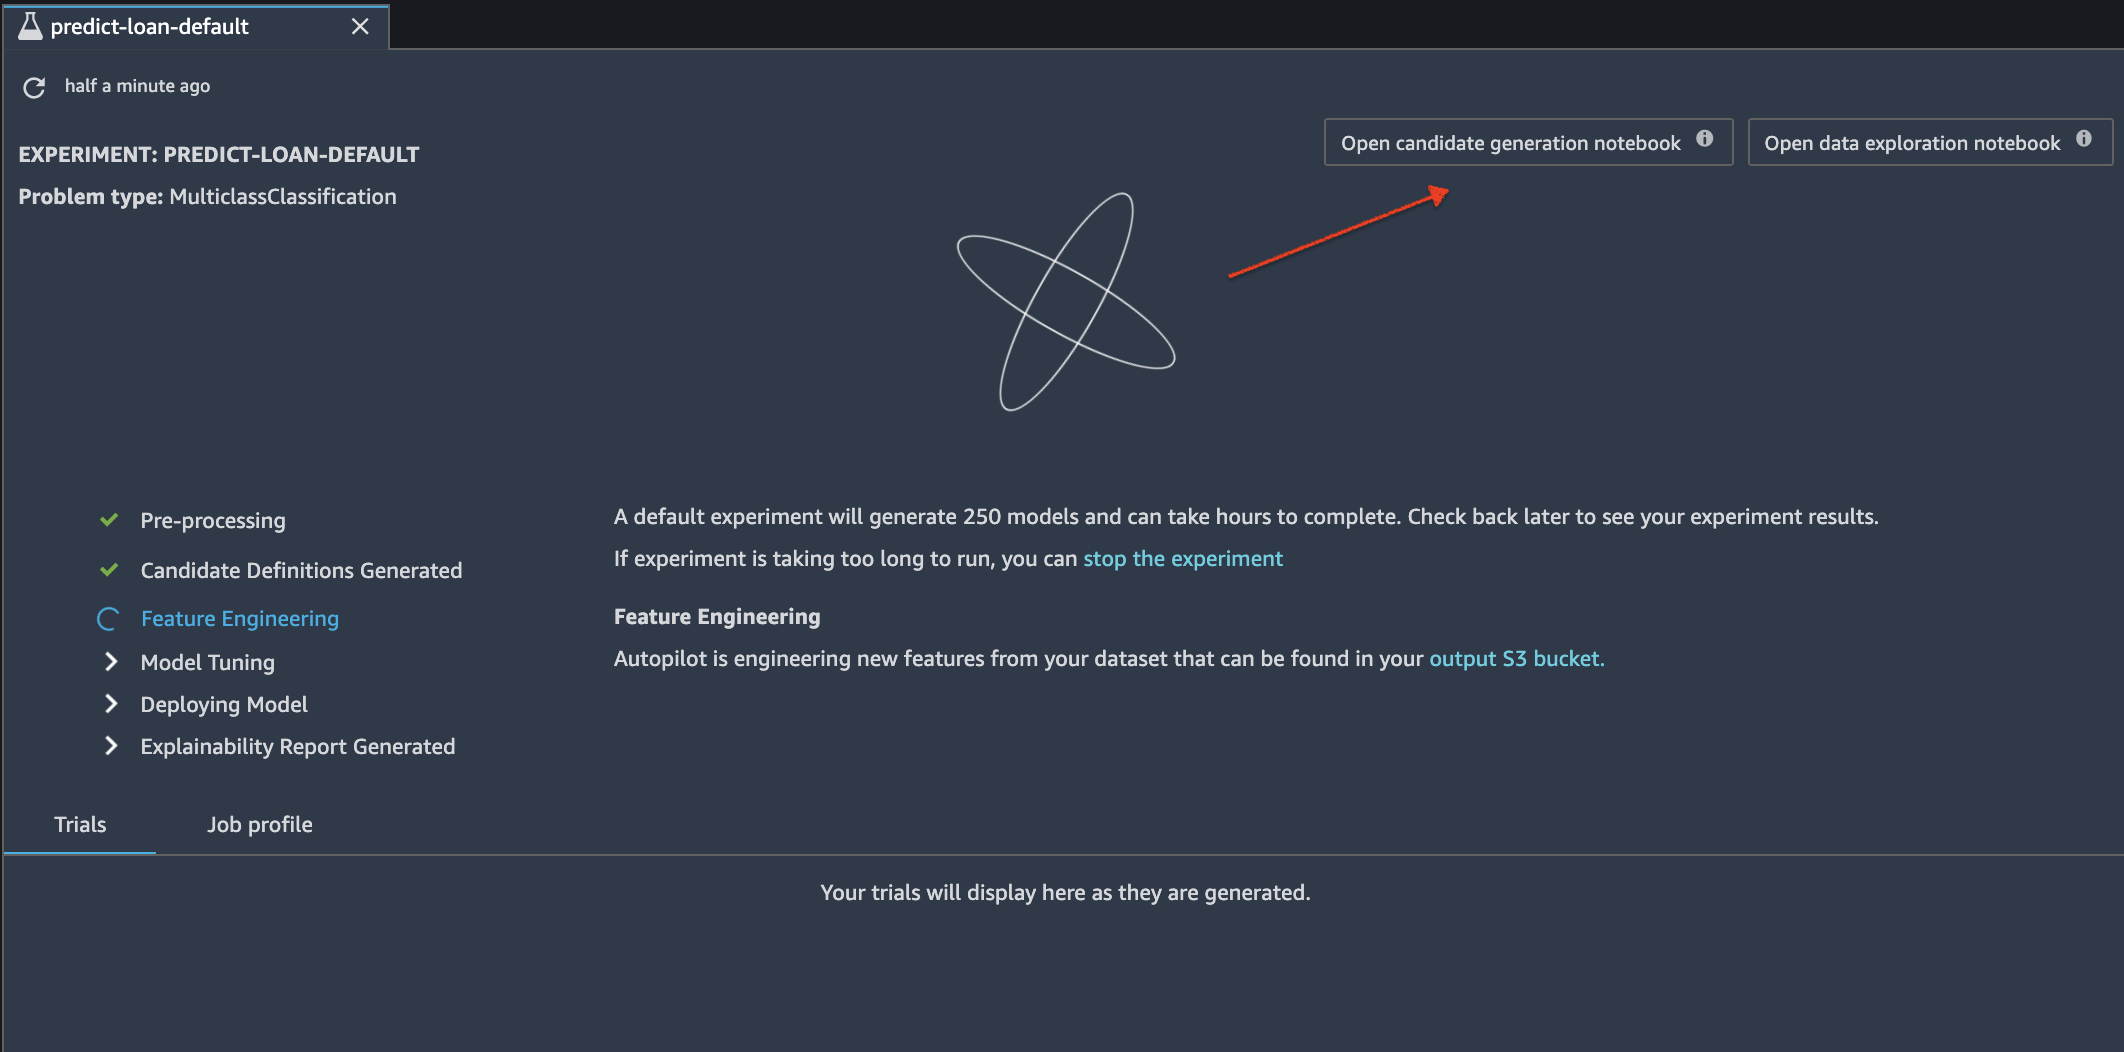 predict-loan-default
half a minute ago
Open candidate generation notebook
Open data exploration notebook
EXPERIMENT: PREDICT-LOAN-DEFAULT
Problem type: MulticlassClassification
Pre-processing
Candidate Definitions Generated
Feature Engineering
Model Tuning
Deploying Model
Explainability Report Generated
A default experiment will generate 250 models and can take hours to complete. Check back later to see your experiment results.
If experiment is taking too long to run, you can stop the experiment
Feature Engineering
Autopilot is engineering new features from your dataset that can be found in your output S3 bucket.
Trials
Job profile
Your trials will display here as they are generated.